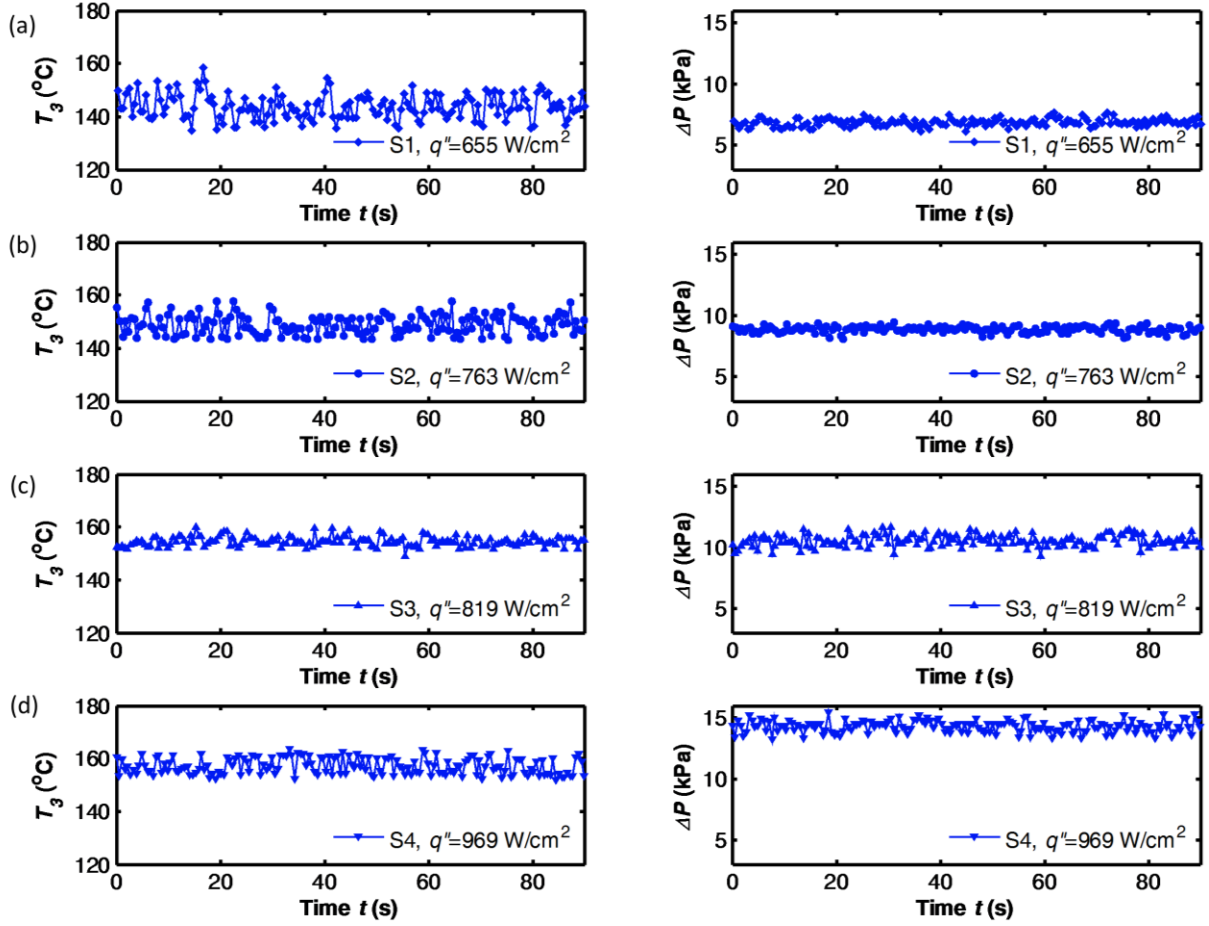 (a)
180
160
140
120
T3 (oC)
S1, q"=655 W/cm2
0 20 40 60 80
Time t (s)
15
10
5
ΔP (kPa)
S1, q"=655 W/cm2
0 20 40 60 80
Time t (s)
(b)
180
160
140
120
T3 (oC)
S2, q"=763 W/cm2
0 20 40 60 80
Time t (s)
15
10
5
ΔP (kPa)
S2, q"=763 W/cm2
0 20 40 60 80
Time t (s)
(c)
180
160
140
120
T3 (oC)
S3, q"=819 W/cm2
0 20 40 60 80
Time t (s)
15
10
5
ΔP (kPa)
S3, q"=819 W/cm2
0 20 40 60 80
Time t (s)
(d)
180
160
140
120
T3 (oC)
S4, q"=969 W/cm2
0 20 40 60 80
Time t (s)
15
10
5
ΔP (kPa)
S4, q"=969 W/cm2
0 20 40 60 80
Time t (s)